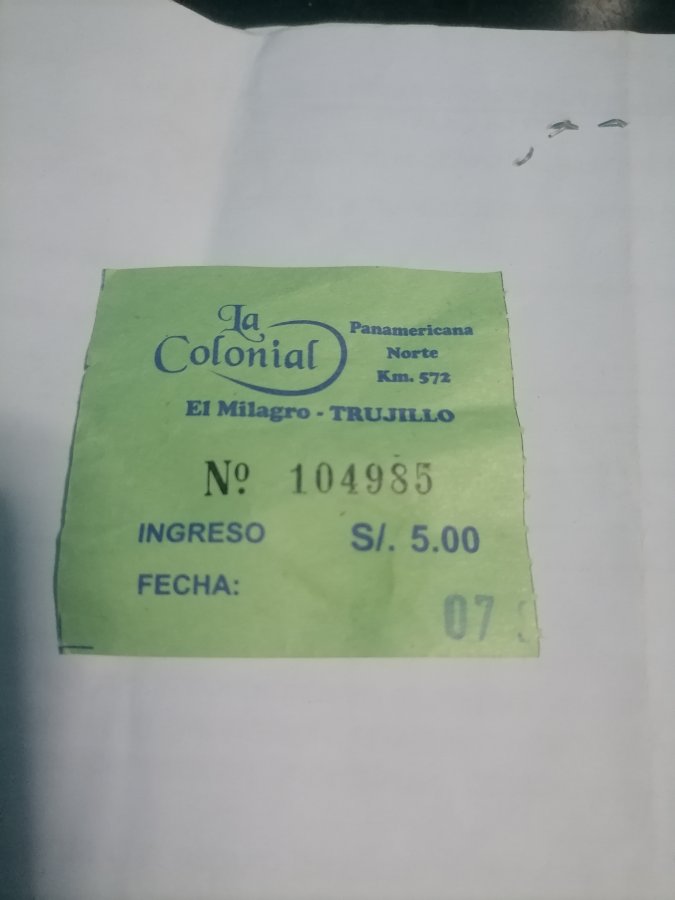 La
Colonial
Panamericana
Norte
Km. 572
El Milagro - TRUJILLO
Nº 104985
INGRESO S/. 5.00
FECHA:
07